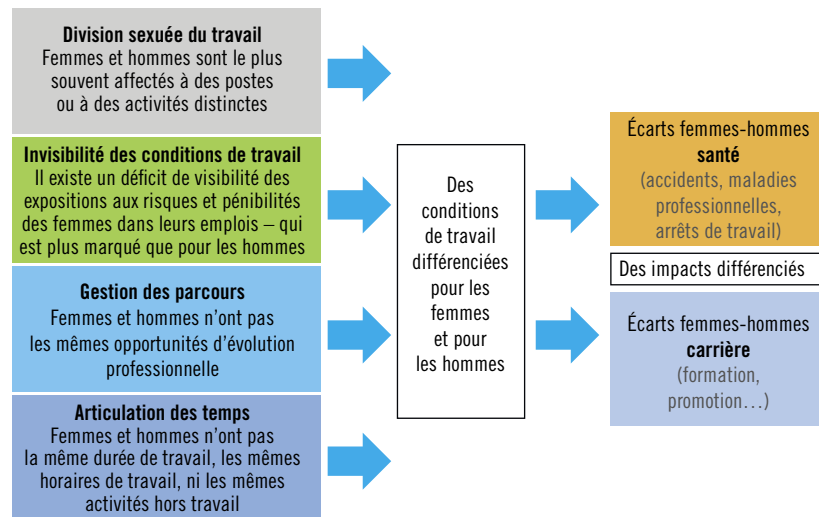 Division sexuée du travail
Femmes et hommes sont le plus
souvent affectés à des postes
ou à des activités distinctes
Invisibilité des conditions de travail
Il existe un déficit de visibilité des
expositions aux risques et pénibilités
des femmes dans leurs emplois – qui
est plus marqué que pour les hommes
Gestion des parcours
Femmes et hommes n'ont pas
les mêmes opportunités d'évolution
professionnelle
Articulation des temps
Femmes et hommes n'ont pas
la même durée de travail, les mêmes
horaires de travail, ni les mêmes
activités hors travail
Des
conditions
de travail
différenciées
pour les
femmes
et pour
les hommes
Écarts femmes-hommes
santé
(accidents, maladies
professionnelles,
arrêts de travail)
Des impacts différenciés
Écarts femmes-hommes
carrière
(formation,
promotion…)